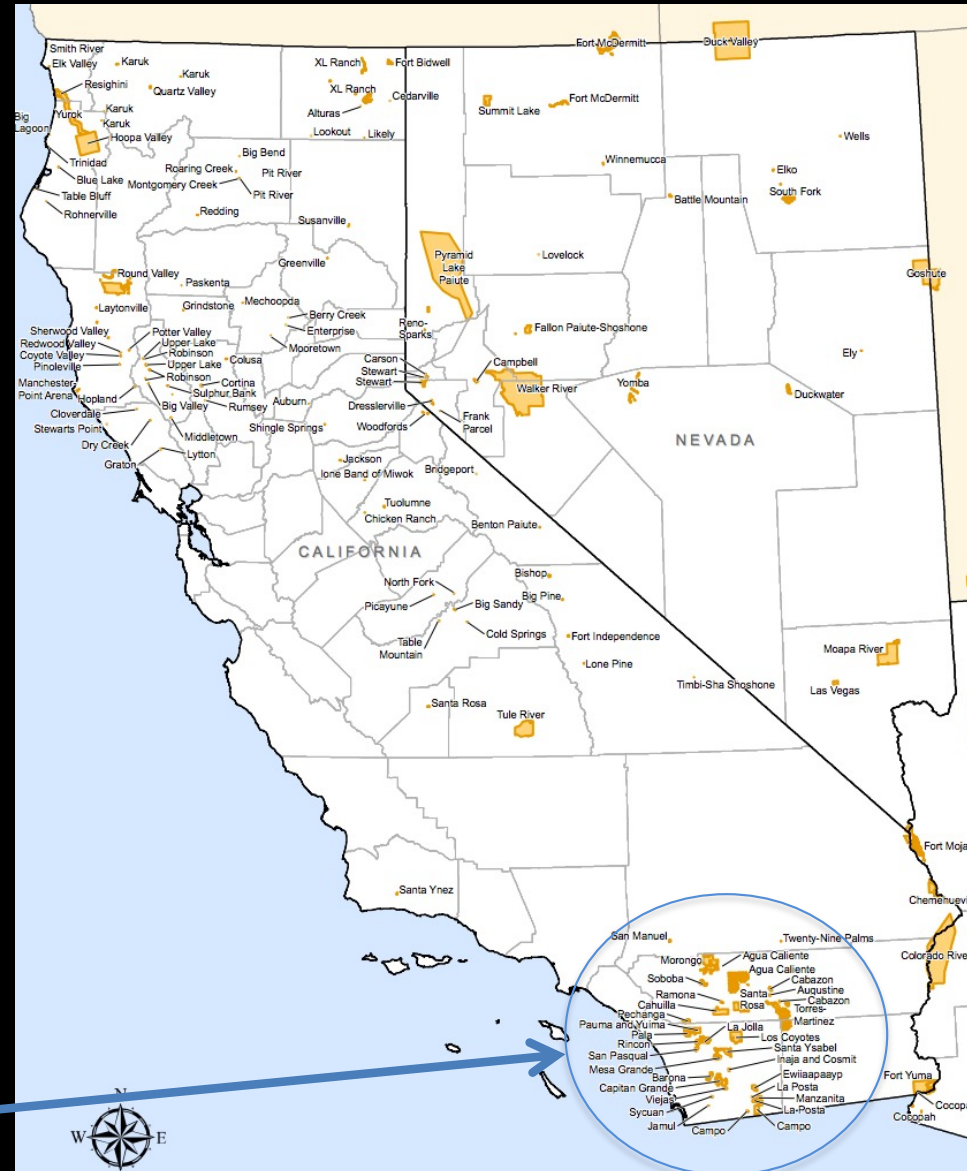 Smith River
Elk Valley
Karuk
Karuk
Resighini
Quartz Valley
Yurok
Karuk
Karuk
Big
Lagoon
Hoopa Valley
Trinidad
Blue Lake
Table Bluff
Rohnerville
XL Ranch
Fort Bidwell
XL Ranch
Cedarville
Alturas
Lookout
Likely
Big Bend
Roaring Creek
Pit River
Montgomery Creek
Pit River
Redding
Susanville
Fort McDermitt
Duck Valley
Summit Lake
Fort McDermitt
Wells
Winnemucca
Elko
Battle Mountain
South Fork
Pyramid
Lake
Paiute
Lovelock
Goshute
Greenville
Round Valley
Paskenta
Laytonville
Grindstone
Mechoopda
Berry Creek
Enterprise
Mooretown
Sherwood Valley
Potter Valley
Redwood Valley
Upper Lake
Coyote Valley
Robinson
Pinoleville
Upper Lake
Colusa
Robinson
Manchester-
Point Arena
Hopland
Cortina
Sulphur Bank
Big Valley
Rumsey
Auburn
Cloverdale
Stewarts Point
Middletown
Shingle Springs
Dry Creek
Lytton
Graton
Reno-
Sparks
Fallon Paiute-Shoshone
Carson
Stewart
Stewart
Campbell
Walker River
Yomba
Ely
Duckwater
Dresslerville
Woodfords
Frank
Parcel
NEVADA
Jackson
Ione Band of Miwok
Bridgeport
Tuolumne
Chicken Ranch
Benton Paiute
CALIFORNIA
North Fork
Bishop
Big Pine
Picayune
Big Sandy
Cold Springs
Table
Mountain
Fort Independence
Lone Pine
Timbi-Sha Shoshone
Moapa River
Las Vegas
Santa Rosa
Tule River
Santa Ynez
Fort Moja
Chemehuevi
Colorado Rive
San Manuel
Twenty-Nine Palms
Morongo
Agua Caliente
Agua Caliente
Soboba
Cabazon
Ramona
Santa
Rosa
Augustine
Cahuilla
Cabazon
Pechanga
Torres-
Martinez
Pauma and Yuima
La Jolla
Pala
Los Coyotes
Rincon
Santa Ysabel
San Pasqual
Inaja and Cosmit
Mesa Grande
Barona
Ewiiaapaayp
Capitan Grande
La Posta
Viejas
Manzanita
Sycuan
La Posta
Jamul
Campo
Campo
Fort Yuma
Cocopa
Cocopah
N
W
E
S